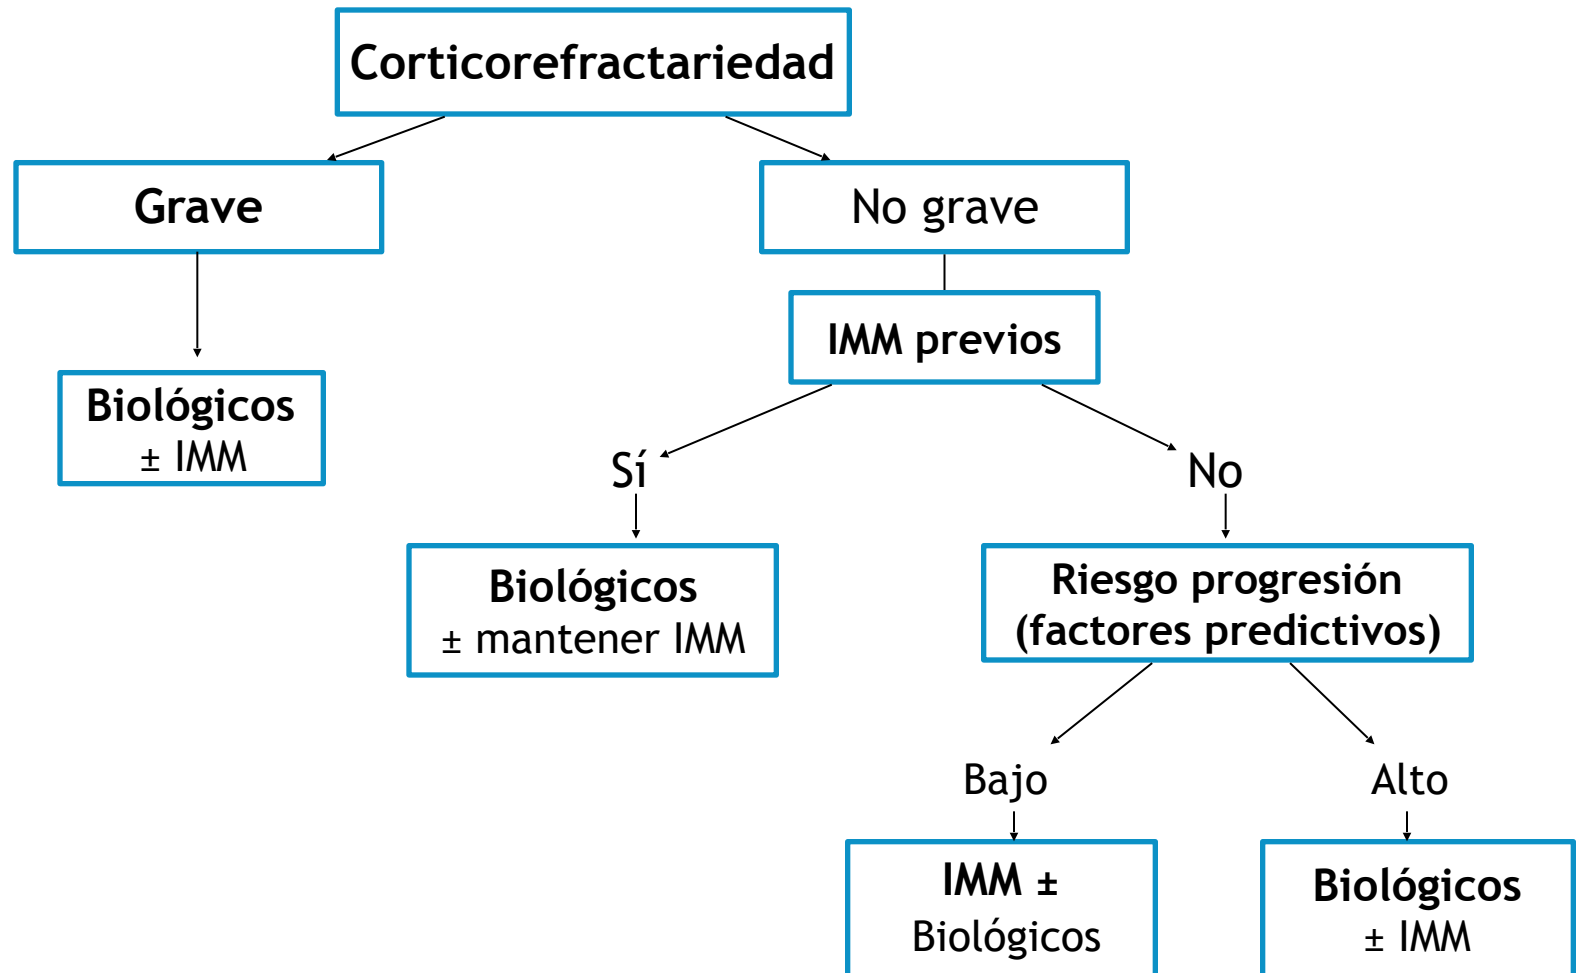 Corticorefractariedad
Grave
No grave
IMM previos
Biológicos
± IMM
Sí
No
Biológicos
± mantener IMM
Riesgo progresión
(factores predictivos)
Bajo
Alto
IMM ±
Biológicos
Biológicos
± IMM